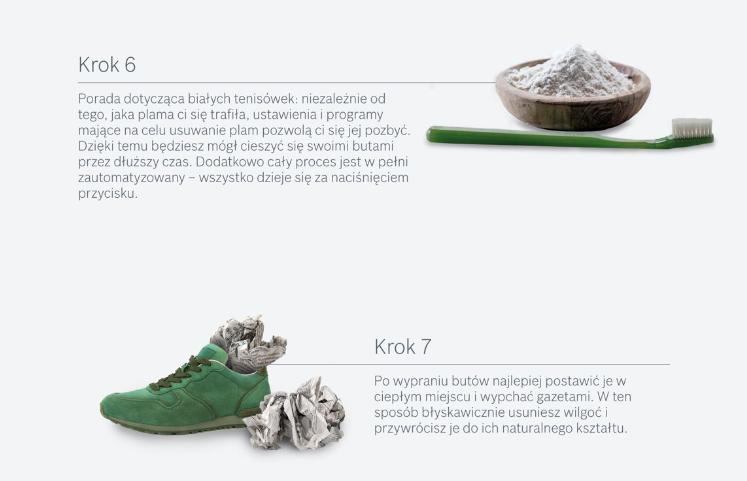 Krok 6
Porada dotycząca białych tenisówek: niezależnie od
tego, jaka plama ci się trafiła, ustawienia i programy
mające na celu usuwanie plam pozwolą ci się jej pozbyć.
Dzięki temu będziesz mógł cieszyć się swoimi butami
przez dłuższy czas. Dodatkowo cały proces jest w pełni
zautomatyzowany – wszystko dzieje się za naciśnięciem
przycisku.
Krok 7
Po wypraniu butów najlepiej postawić je w
ciepłym miejscu i wypchać gazetami. W ten
sposób błyskawicznie usuniesz wilgoć i
przywrócisz je do ich naturalnego kształtu.